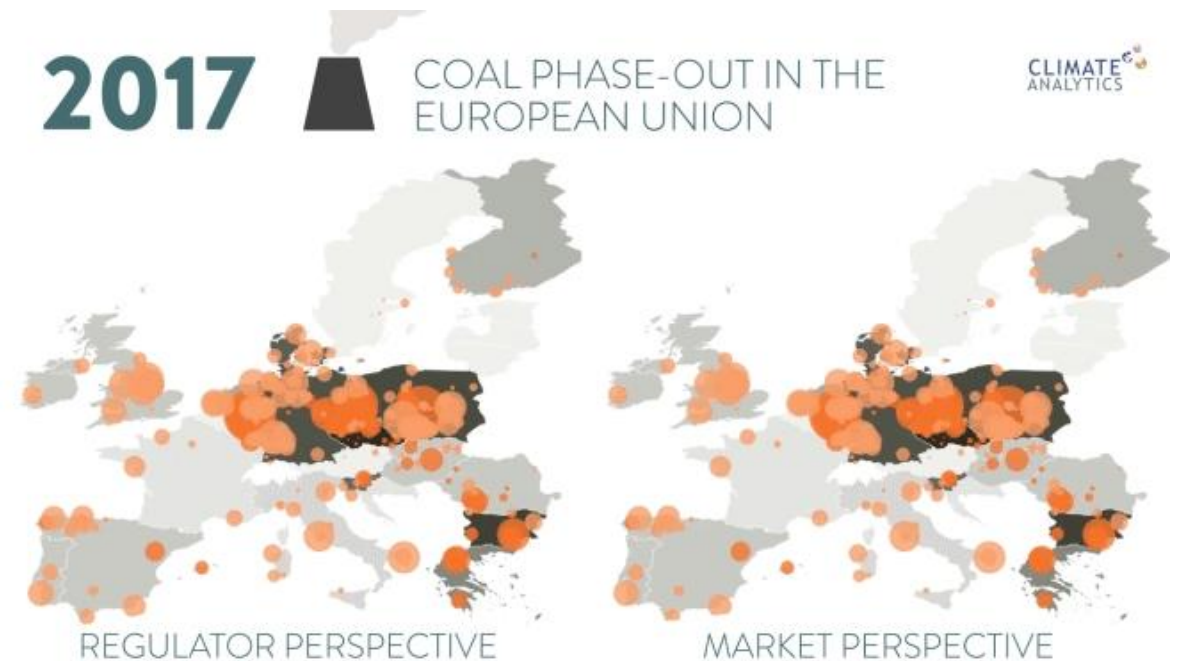 2017
COAL PHASE-OUT IN THE
EUROPEAN UNION
CLIMATE
ANALYTICS
REGULATOR PERSPECTIVE
MARKET PERSPECTIVE